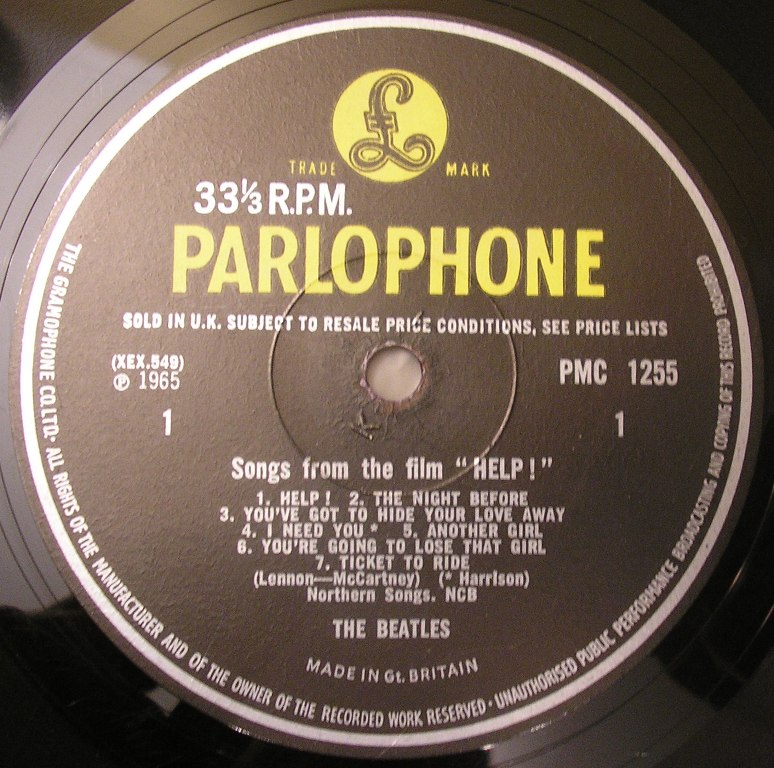 £
TRADE MARK
33⅓ R.P.M.
PARLOPHONE
SOLD IN U.K. SUBJECT TO RESALE PRICE CONDITIONS, SEE PRICE LISTS
(XEX.549)
℗ 1965
PMC 1255
1
1
Songs from the film "HELP!"
1. HELP! 2. THE NIGHT BEFORE
3. YOU'VE GOT TO HIDE YOUR LOVE AWAY
4. I NEED YOU * 5. ANOTHER GIRL
6. YOU'RE GOING TO LOSE THAT GIRL
7. TICKET TO RIDE
(Lennon—McCartney) (* Harrison)
Northern Songs. NCB
THE BEATLES
MADE IN Gt. BRITAIN
THE GRAMOPHONE CO. LTD. · ALL RIGHTS OF THE MANUFACTURER AND OF THE OWNER OF THE RECORDED WORK RESERVED · UNAUTHORISED PUBLIC PERFORMANCE BROADCASTING AND COPYING OF THIS RECORD PROHIBITED